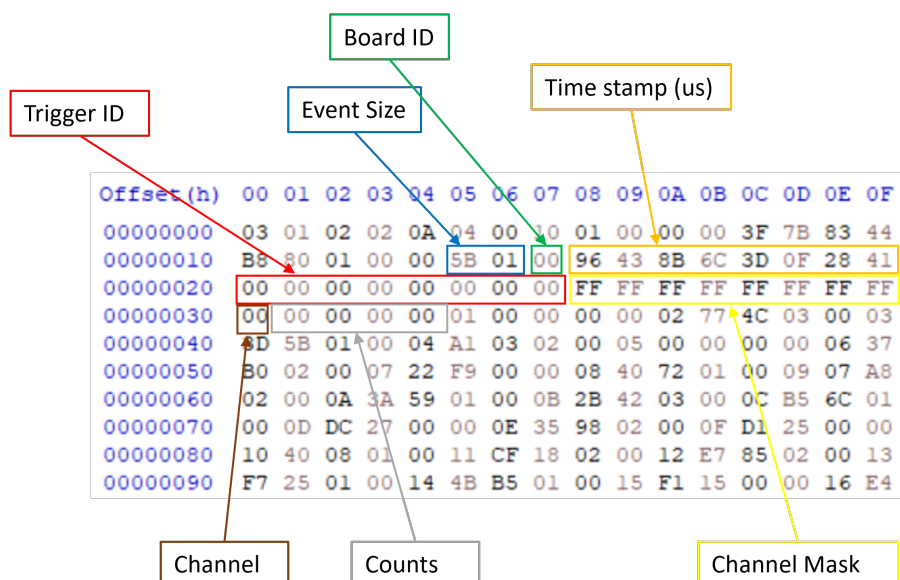 Board ID
Time stamp (us)
Trigger ID
Event Size
Offset(h) 00 01 02 03 04 05 06 07 08 09 0A 0B 0C 0D 0E 0F
00000000 03 01 02 02 0A 04 00 10 01 00 00 00 3F 7B 83 44
00000010 B8 80 01 00 00 5B 01 00 96 43 8B 6C 3D 0F 28 41
00000020 00 00 00 00 00 00 00 00 FF FF FF FF FF FF FF FF
00000030 00 00 00 00 00 01 00 00 00 00 02 77 4C 03 00 03
00000040 8D 5B 01 00 04 A1 03 02 00 05 00 00 00 00 06 37
00000050 B0 02 00 07 22 F9 00 00 08 40 72 01 00 09 07 A8
00000060 02 00 0A 3A 59 01 00 0B 2B 42 03 00 0C B5 6C 01
00000070 00 0D DC 27 00 00 0E 35 98 02 00 0F D1 25 00 00
00000080 10 40 08 01 00 11 CF 18 02 00 12 E7 85 02 00 13
00000090 F7 25 01 00 14 4B B5 01 00 15 F1 15 00 00 16 E4
Channel
Counts
Channel Mask